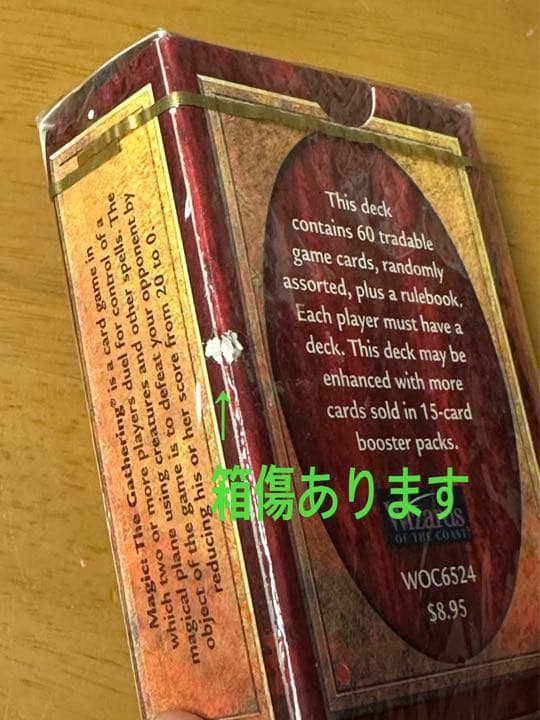 Magic: The Gathering® is a card game in
which two or more players duel for control of a
magical plane using creatures and other spells. The
object of the game is to defeat your opponent by
reducing his or her score from 20 to 0.
This deck
contains 60 tradable
game cards, randomly
assorted, plus a rulebook.
Each player must have a
deck. This deck may be
enhanced with more
cards sold in 15-card
booster packs.
↑
箱傷あります
Wizards
OF THE COAST
WOC6524
$8.95